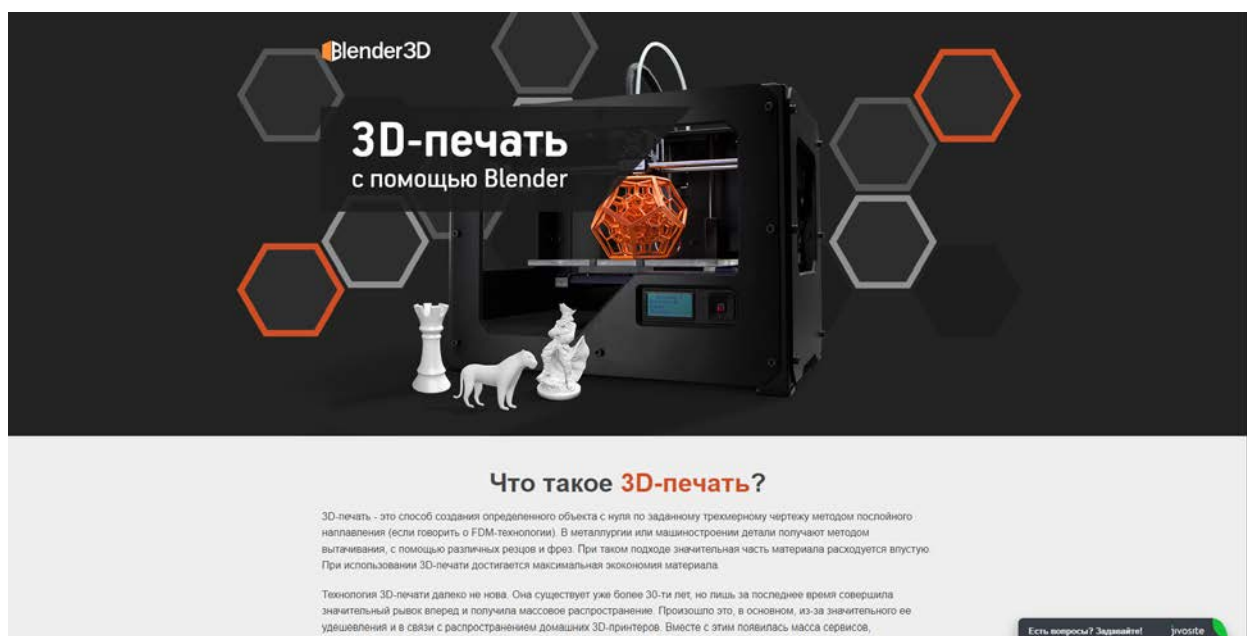 Blender3D
3D-печать
с помощью Blender
Что такое 3D-печать?
3D-печать - это способ создания определенного объекта с нуля по заданному трехмерному чертежу методом послойного
наплавления (если говорить о FDM-технологии). В металлургии или машиностроении детали получают методом
вытачивания, с помощью различных резцов и фрез. При таком подходе значительная часть материала расходуется впустую.
При использовании 3D-печати достигается максимальная экокономия материала.
Технология 3D-печати далеко не нова. Она существует уже более 30-ти лет, но лишь за последнее время совершила
значительный рывок вперед и получила массовое распространение. Произошло это, в основном, из-за значительного ее
удешевления и в связи с распространением домашних 3D-принтеров. Вместе с этим появилась масса сервисов,
Есть вопросы? Задавайте! jivosite